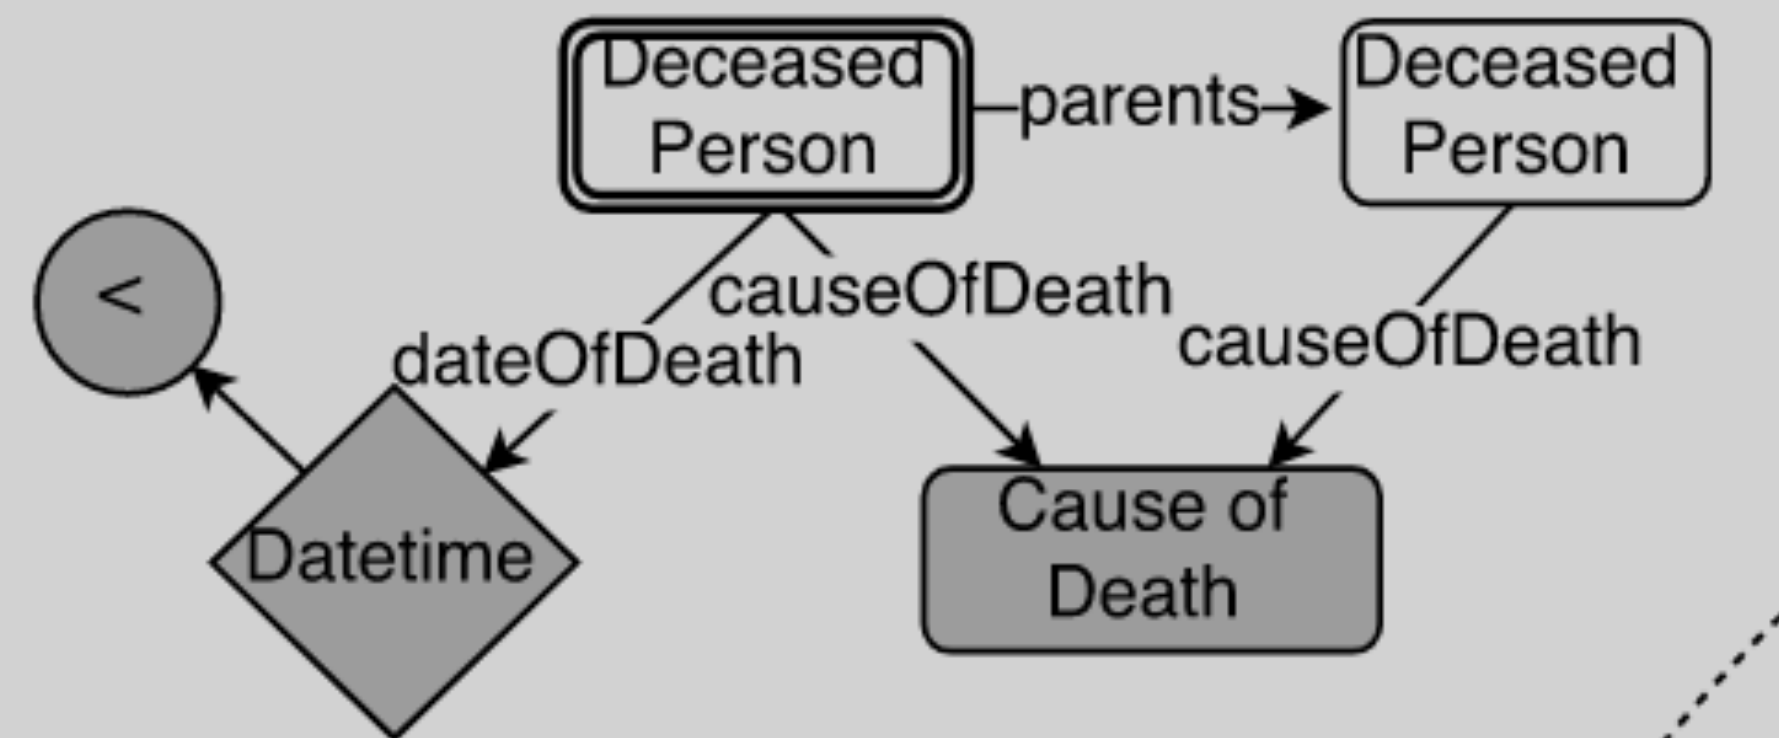 Deceased
Person
parents
Deceased
Person
<
causeOfDeath
causeOfDeath
dateOfDeath
Datetime
Cause of
Death